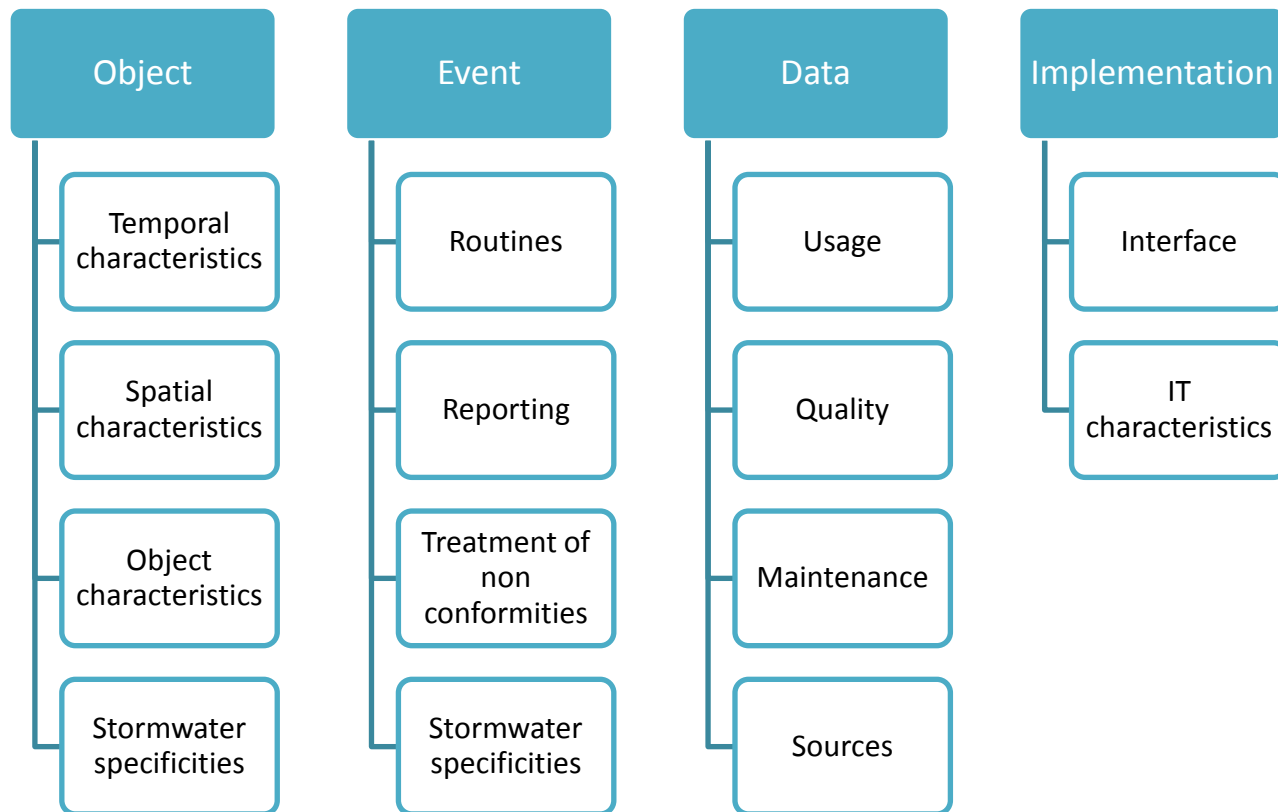 Object
Temporal
characteristics
Spatial
characteristics
Object
characteristics
Stormwater
specificities
Event
Routines
Reporting
Treatment of
non
conformities
Stormwater
specificities
Data
Usage
Quality
Maintenance
Sources
Implementation
Interface
IT
characteristics